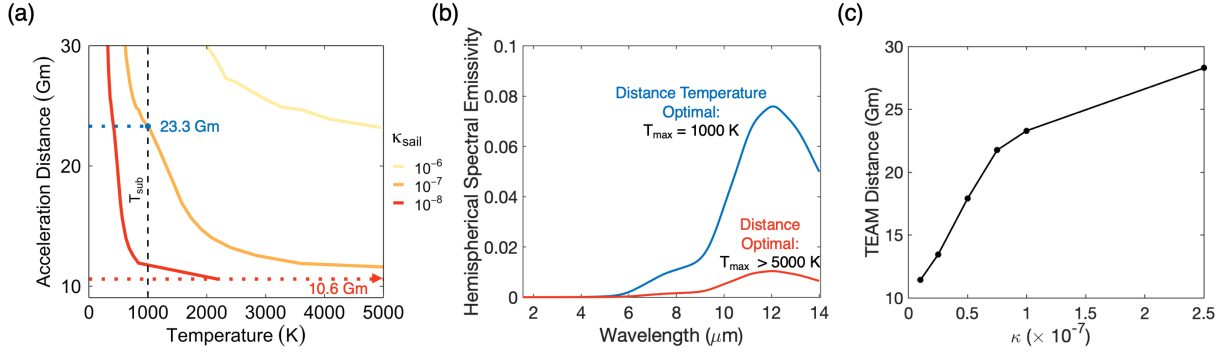 (a)
30
20
10
Acceleration Distance (Gm)
0 1000 2000 3000 4000 5000
Temperature (K)
T_sub
23.3 Gm
10.6 Gm
κ_sail
10⁻⁶
10⁻⁷
10⁻⁸
(b)
0.1
0.08
0.06
0.04
0.02
0
Hemispherical Spectral Emissivity
2 4 6 8 10 12 14
Wavelength (μm)
Distance Temperature
Optimal:
T_max = 1000 K
Distance
Optimal:
T_max > 5000 K
(c)
30
25
20
15
10
TEAM Distance (Gm)
0 0.5 1.0 1.5 2.0 2.5
κ (× 10⁻⁷)